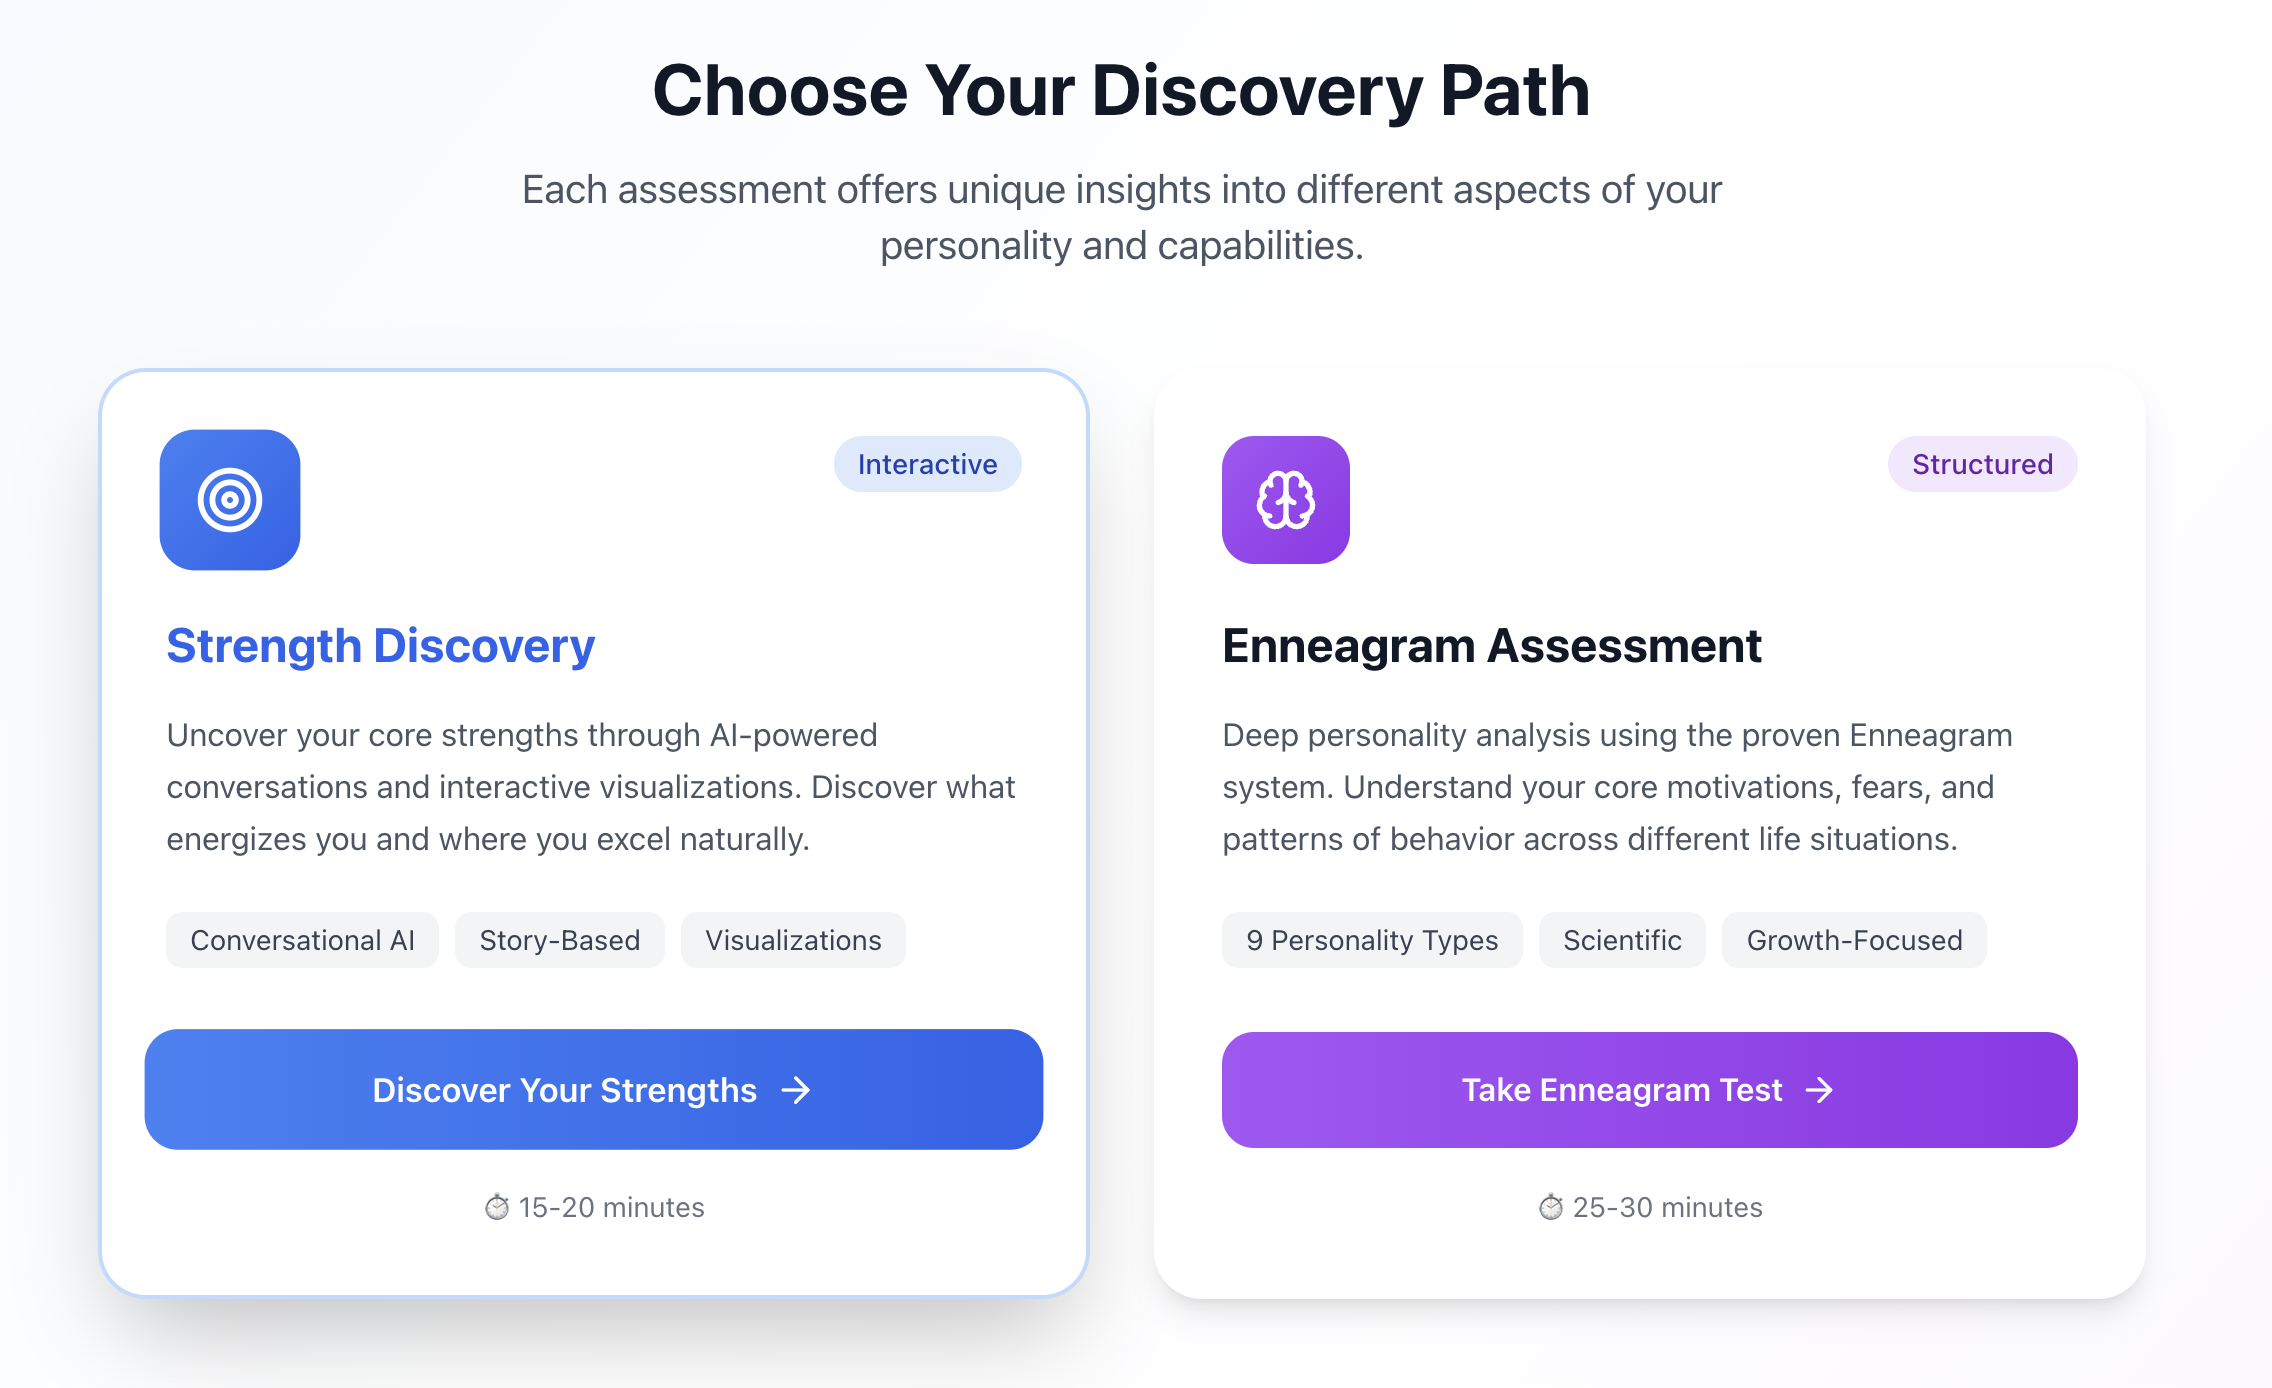 Choose Your Discovery Path
Each assessment offers unique insights into different aspects of your
personality and capabilities.
Interactive
Strength Discovery
Uncover your core strengths through AI-powered
conversations and interactive visualizations. Discover what
energizes you and where you excel naturally.
Conversational AI
Story-Based
Visualizations
Discover Your Strengths →
⏱ 15-20 minutes
Structured
Enneagram Assessment
Deep personality analysis using the proven Enneagram
system. Understand your core motivations, fears, and
patterns of behavior across different life situations.
9 Personality Types
Scientific
Growth-Focused
Take Enneagram Test →
⏱ 25-30 minutes